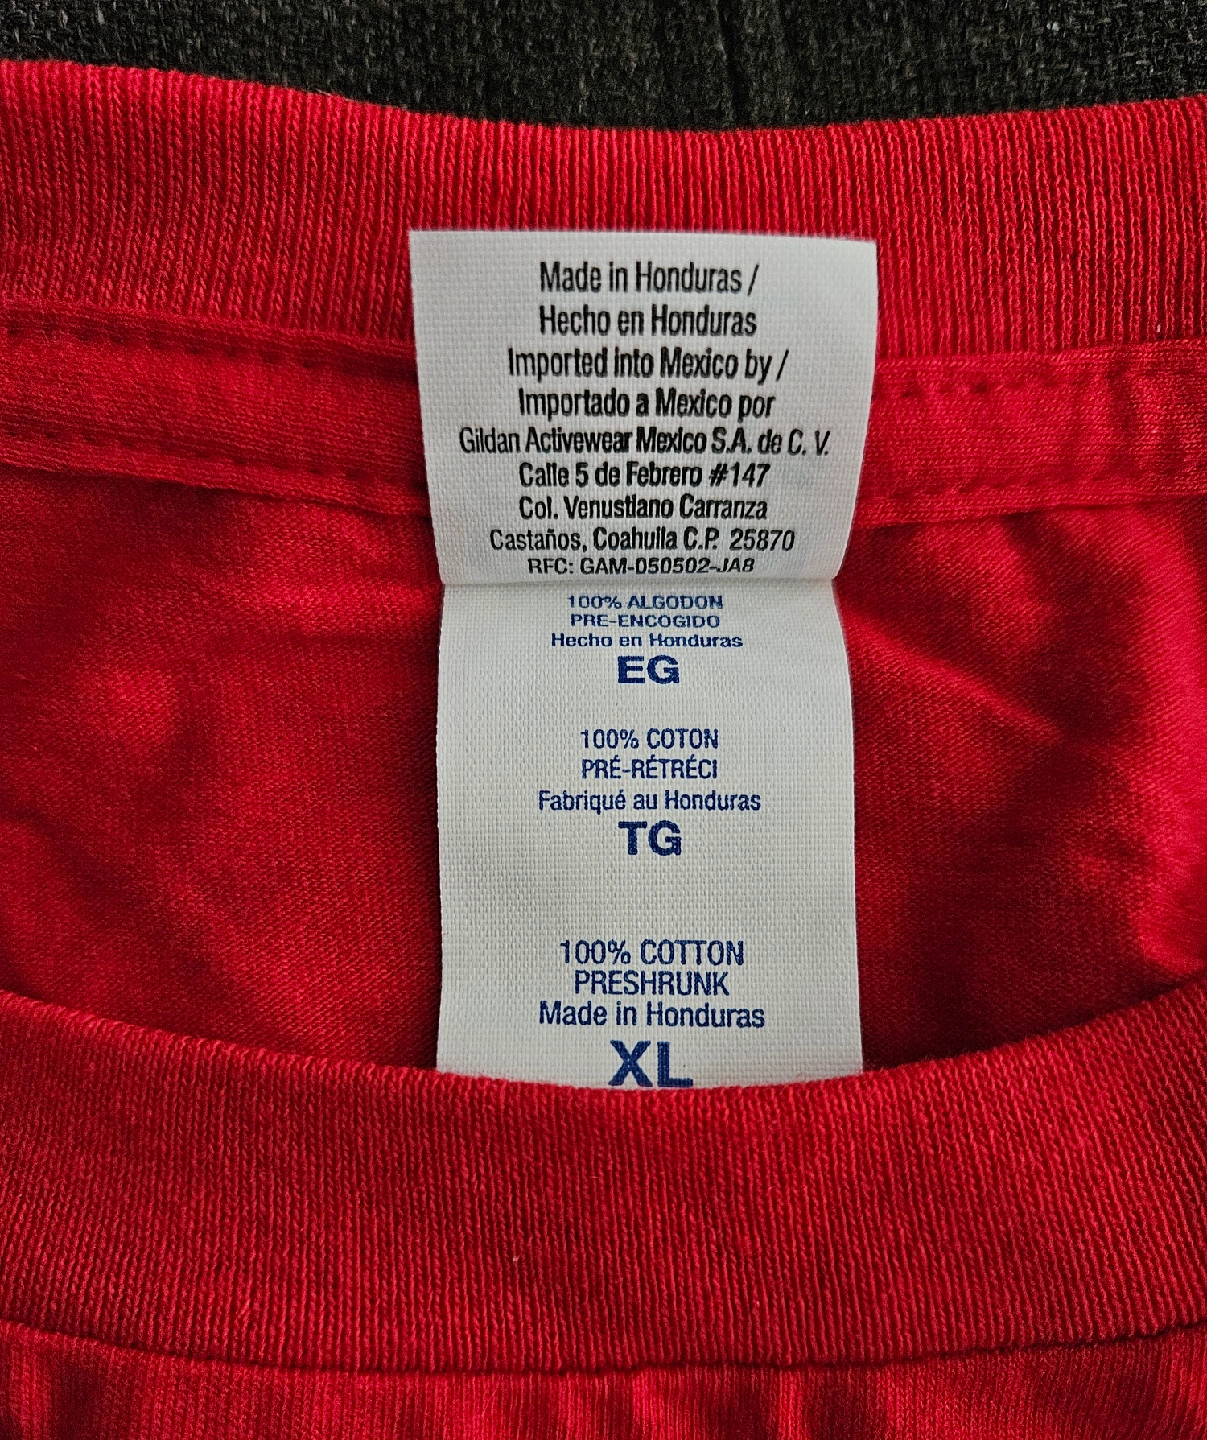 Made in Honduras /
Hecho en Honduras
Imported into Mexico by /
Importado a Mexico por
Gildan Activewear Mexico S.A. de C. V.
Calle 5 de Febrero #147
Col. Venustiano Carranza
Castaños, Coahuila C.P. 25870
RFC: GAM-050502-JA8
100% ALGODON
PRE-ENCOGIDO
Hecho en Honduras
EG
100% COTON
PRÉ-RÉTRÉCI
Fabriqué au Honduras
TG
100% COTTON
PRESHRUNK
Made in Honduras
XL